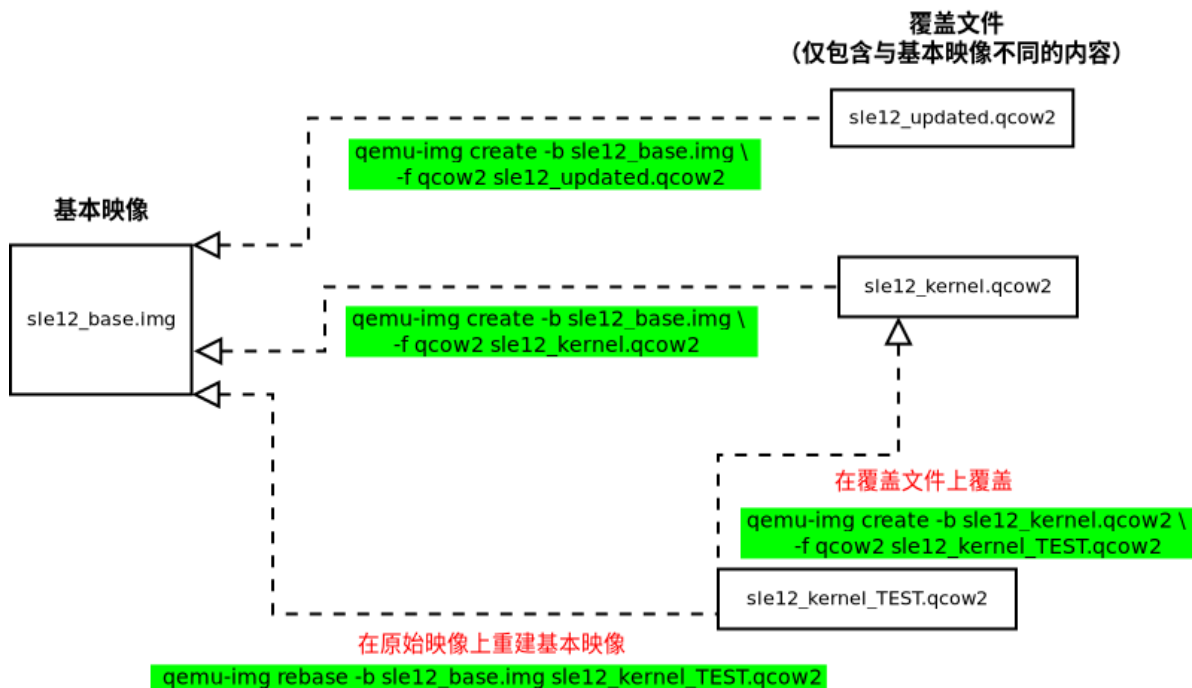 覆盖文件
（仅包含与基本映像不同的内容）
sle12_updated.qcow2
qemu-img create -b sle12_base.img \
-f qcow2 sle12_updated.qcow2
基本映像
sle12_base.img
sle12_kernel.qcow2
qemu-img create -b sle12_base.img \
-f qcow2 sle12_kernel.qcow2
在覆盖文件上覆盖
qemu-img create -b sle12_kernel.qcow2 \
-f qcow2 sle12_kernel_TEST.qcow2
sle12_kernel_TEST.qcow2
在原始映像上重建基本映像
qemu-img rebase -b sle12_base.img sle12_kernel_TEST.qcow2